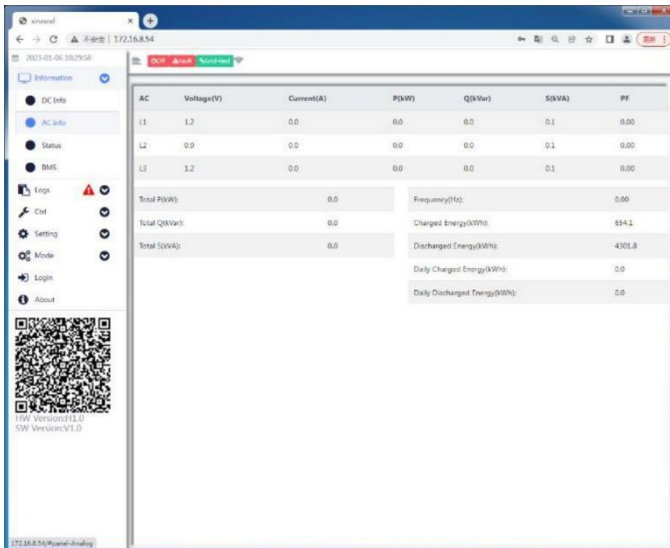 sinexcel
不安全 | 172.16.8.54
2023-01-06 10:29:58
Off Fault Grid-tied
Information
DC Info
AC Info
Status
BMS
Logs
Ctrl
Setting
Mode
Login
About
HW Version:H1.0
SW Version:V1.0
AC Voltage(V) Current(A) P(kW) Q(kVar) S(kVA) PF
L1 1.2 0.0 0.0 0.0 0.1 0.00
L2 0.9 0.0 0.0 0.0 0.1 0.00
L3 1.2 0.0 0.0 0.0 0.1 0.00
Total P(kW): 0.0
Total Q(kVar): 0.0
Total S(kVA): 0.0
Frequency(Hz): 0.00
Charged Energy(kWh): 654.1
Discharged Energy(kWh): 4301.8
Daily Charged Energy(kWh): 0.0
Daily Discharged Energy(kWh): 0.0
172.16.8.54/#panel-Analog